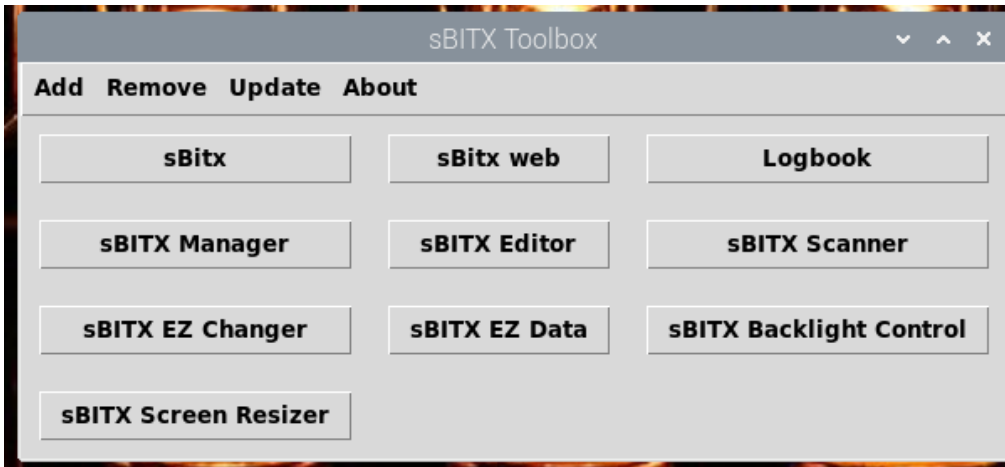 sBITX Toolbox
Add Remove Update About
sBitx sBitx web Logbook
sBITX Manager sBITX Editor sBITX Scanner
sBITX EZ Changer sBITX EZ Data sBITX Backlight Control
sBITX Screen Resizer